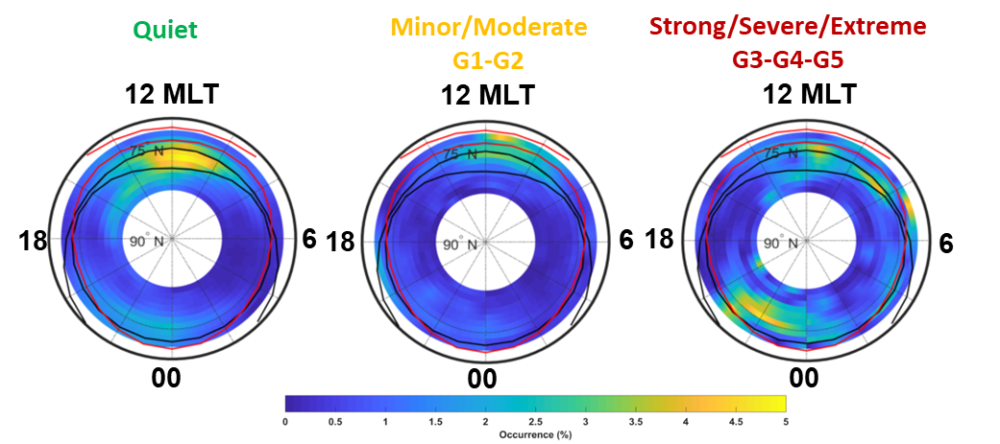 Quiet
Minor/Moderate
G1-G2
Strong/Severe/Extreme
G3-G4-G5
12 MLT
12 MLT
12 MLT
75° N
75° N
75° N
18
90° N
6
18
90° N
6
18
90° N
6
00
00
00
0 0.5 1 1.5 2 2.5 3 3.5 4 4.5 5
Occurrence (%)